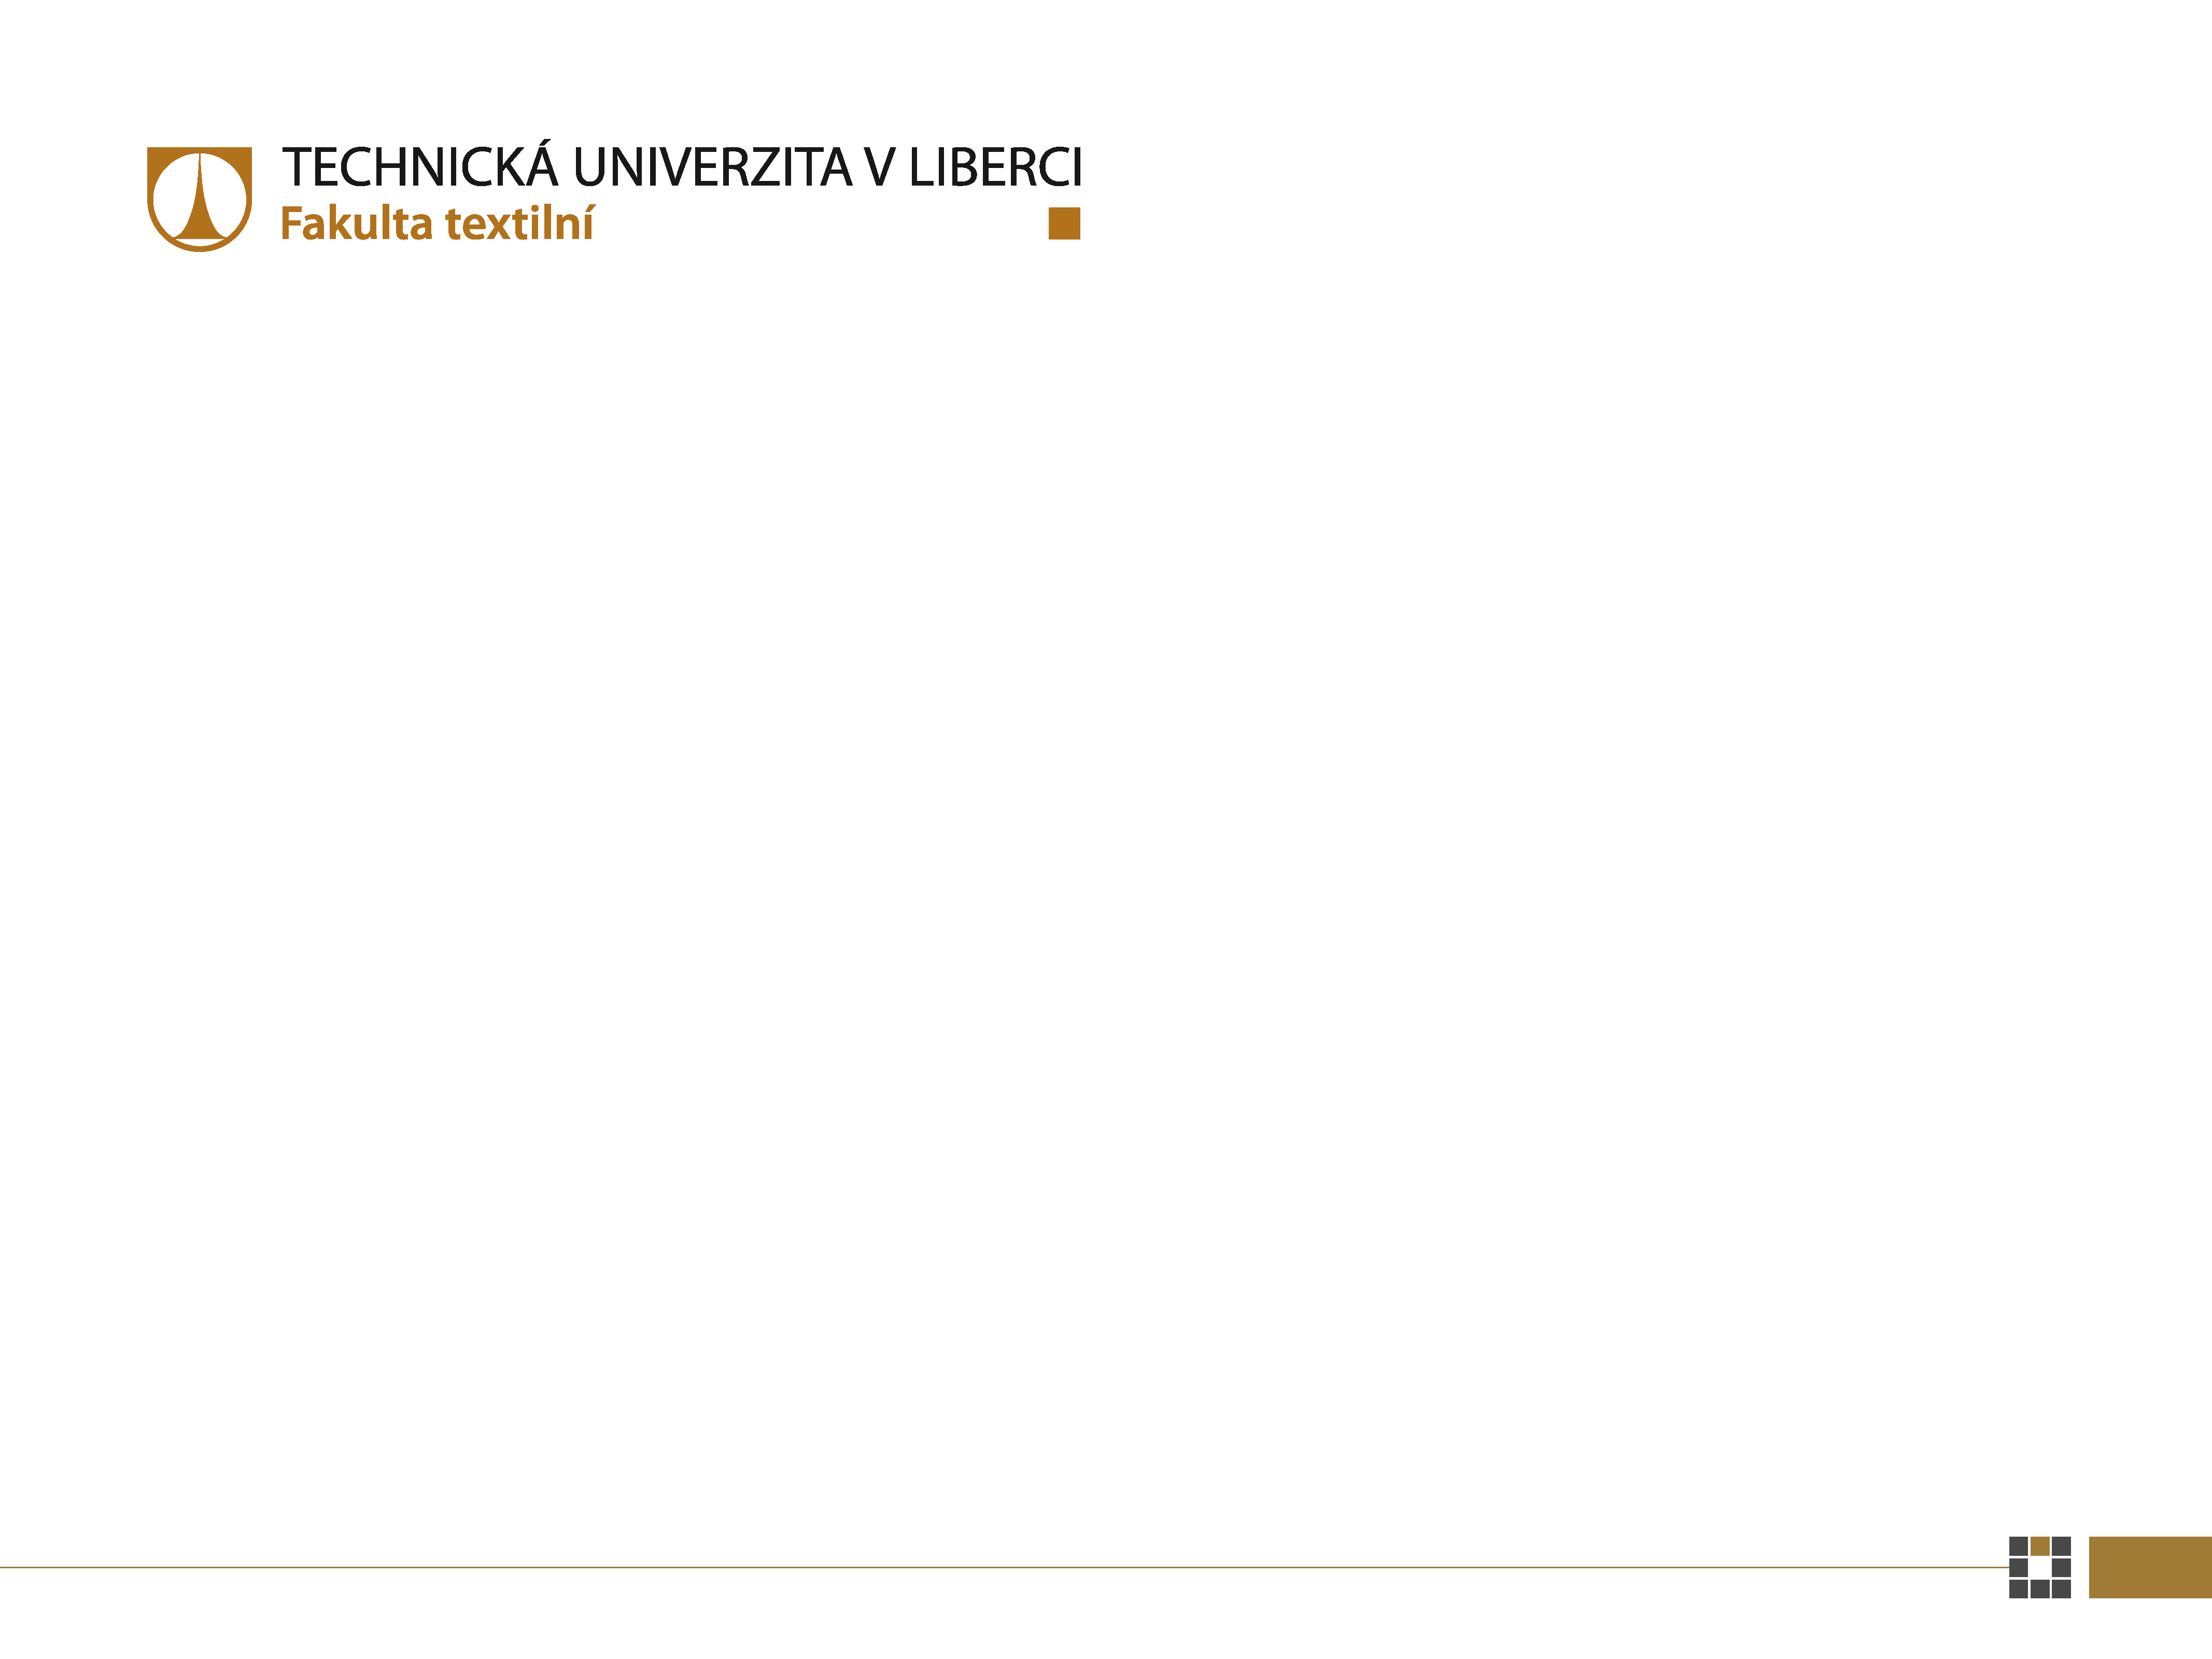 TECHNICKÁ UNIVERZITA V LIBERCI
Fakulta textilní